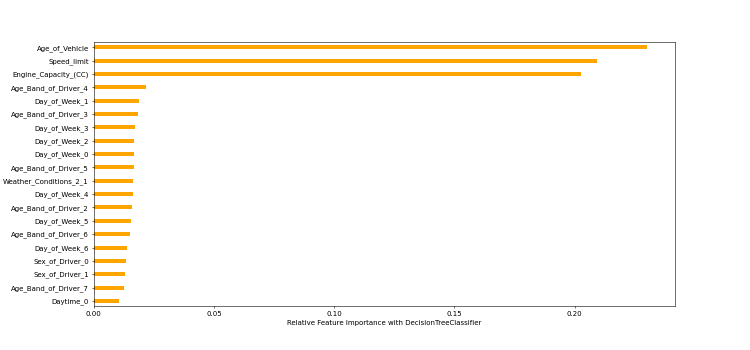 Age_of_Vehicle
Speed_limit
Engine_Capacity_(CC)
Age_Band_of_Driver_4
Day_of_Week_1
Age_Band_of_Driver_3
Day_of_Week_3
Day_of_Week_2
Day_of_Week_0
Age_Band_of_Driver_5
Weather_Conditions_2_1
Day_of_Week_4
Age_Band_of_Driver_2
Day_of_Week_5
Age_Band_of_Driver_6
Day_of_Week_6
Sex_of_Driver_0
Sex_of_Driver_1
Age_Band_of_Driver_7
Daytime_0
0.00 0.05 0.10 0.15 0.20
Relative Feature Importance with DecisionTreeClassifier